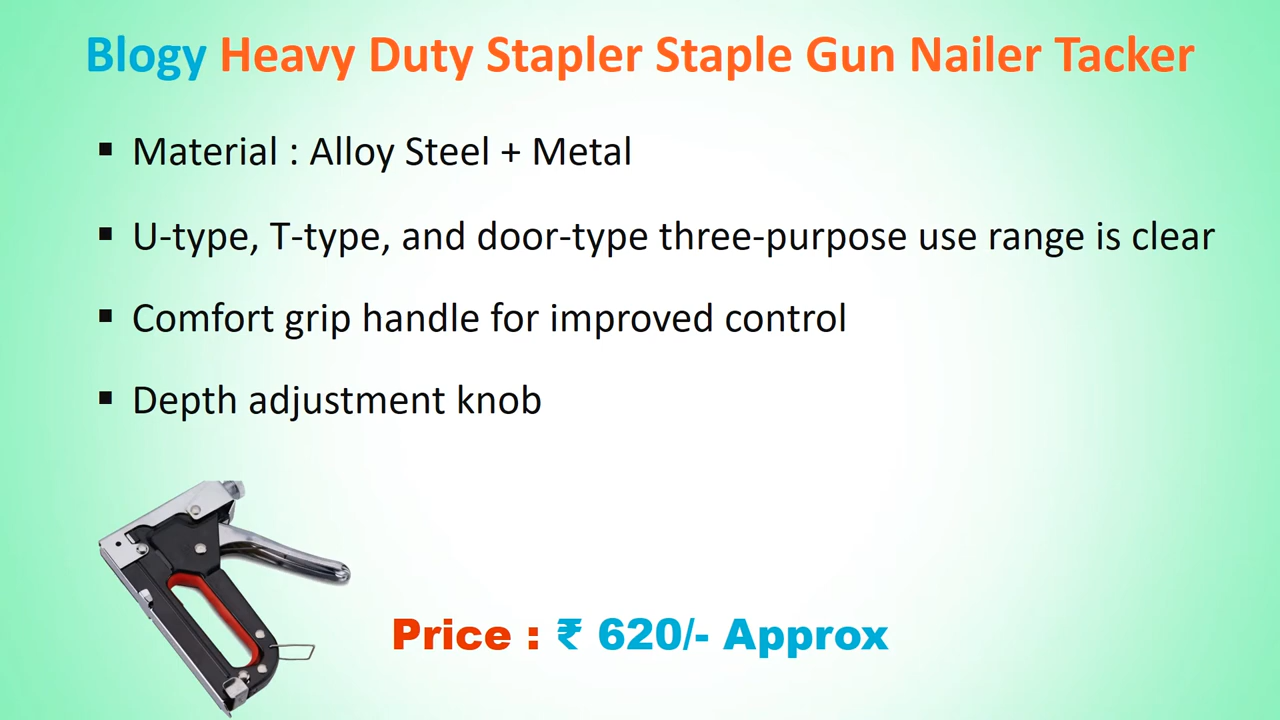 Blogy Heavy Duty Stapler Staple Gun Nailer Tacker
▪ Material : Alloy Steel + Metal
▪ U-type, T-type, and door-type three-purpose use range is clear
▪ Comfort grip handle for improved control
▪ Depth adjustment knob
Price : ₹ 620/- Approx